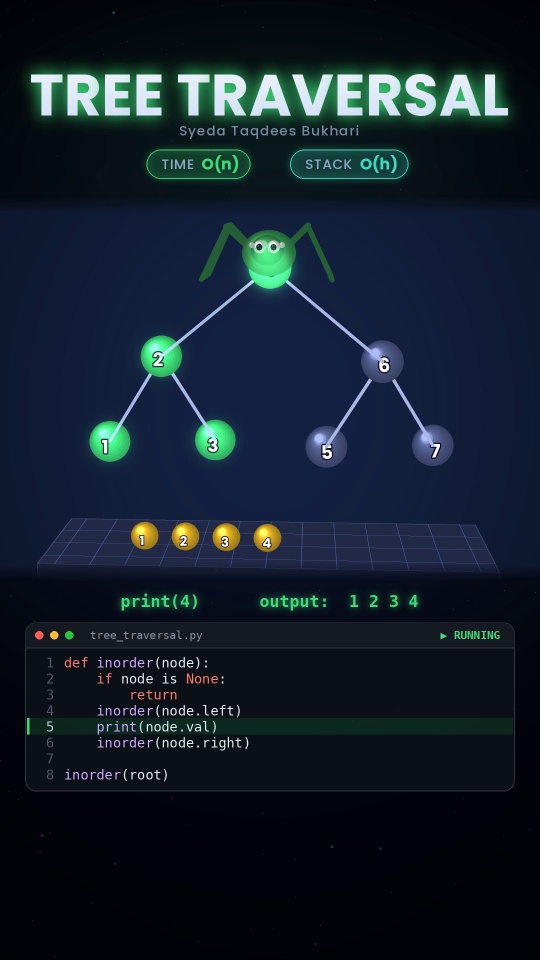 TREE TRAVERSAL
Syeda Taqdees Bukhari
TIME O(n) STACK O(h)
2 6
1 3 5 7
1 2 3 4
print(4) output: 1 2 3 4
tree_traversal.py ▶ RUNNING
1 def inorder(node):
2     if node is None:
3         return
4     inorder(node.left)
5     print(node.val)
6     inorder(node.right)
7
8 inorder(root)